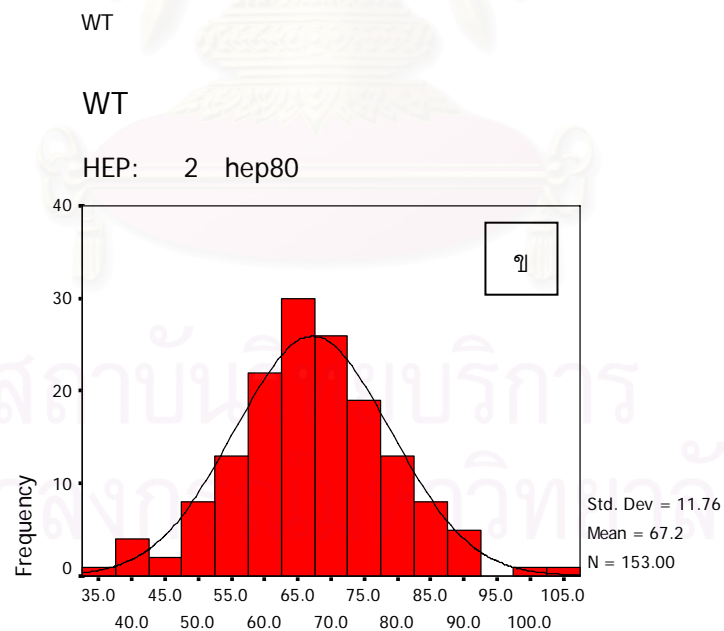 WT
WT
HEP: 2 hep80
ข
40
30
20
10
0
Frequency
35.0 45.0 55.0 65.0 75.0 85.0 95.0 105.0
40.0 50.0 60.0 70.0 80.0 90.0 100.0
Std. Dev = 11.76
Mean = 67.2
N = 153.00